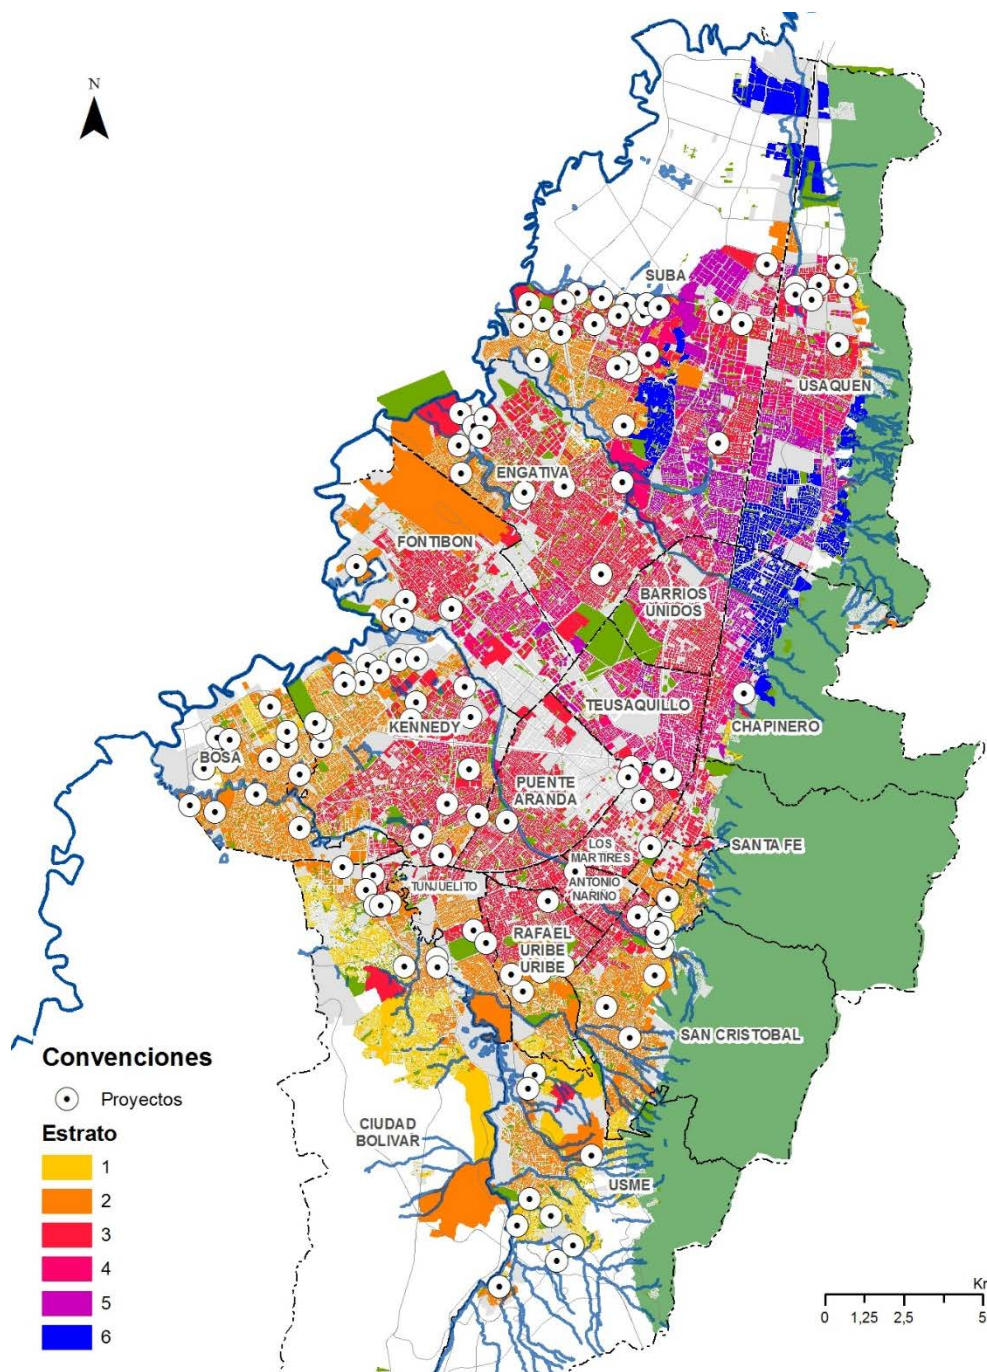 N
SUBA
USAQUEN
ENGATIVA
FONTIBON
BARRIOS
UNIDOS
TEUSAQUILLO
CHAPINERO
KENNEDY
BOSA
PUENTE
ARANDA
LOS
MARTIRES
SANTA FE
TUNJUELITO
ANTONIO
NARIÑO
RAFAEL
URIBE
URIBE
SAN CRISTOBAL
CIUDAD
BOLIVAR
USME
Convenciones
Proyectos
Estrato
1
2
3
4
5
6
Km
0 1,25 2,5 5